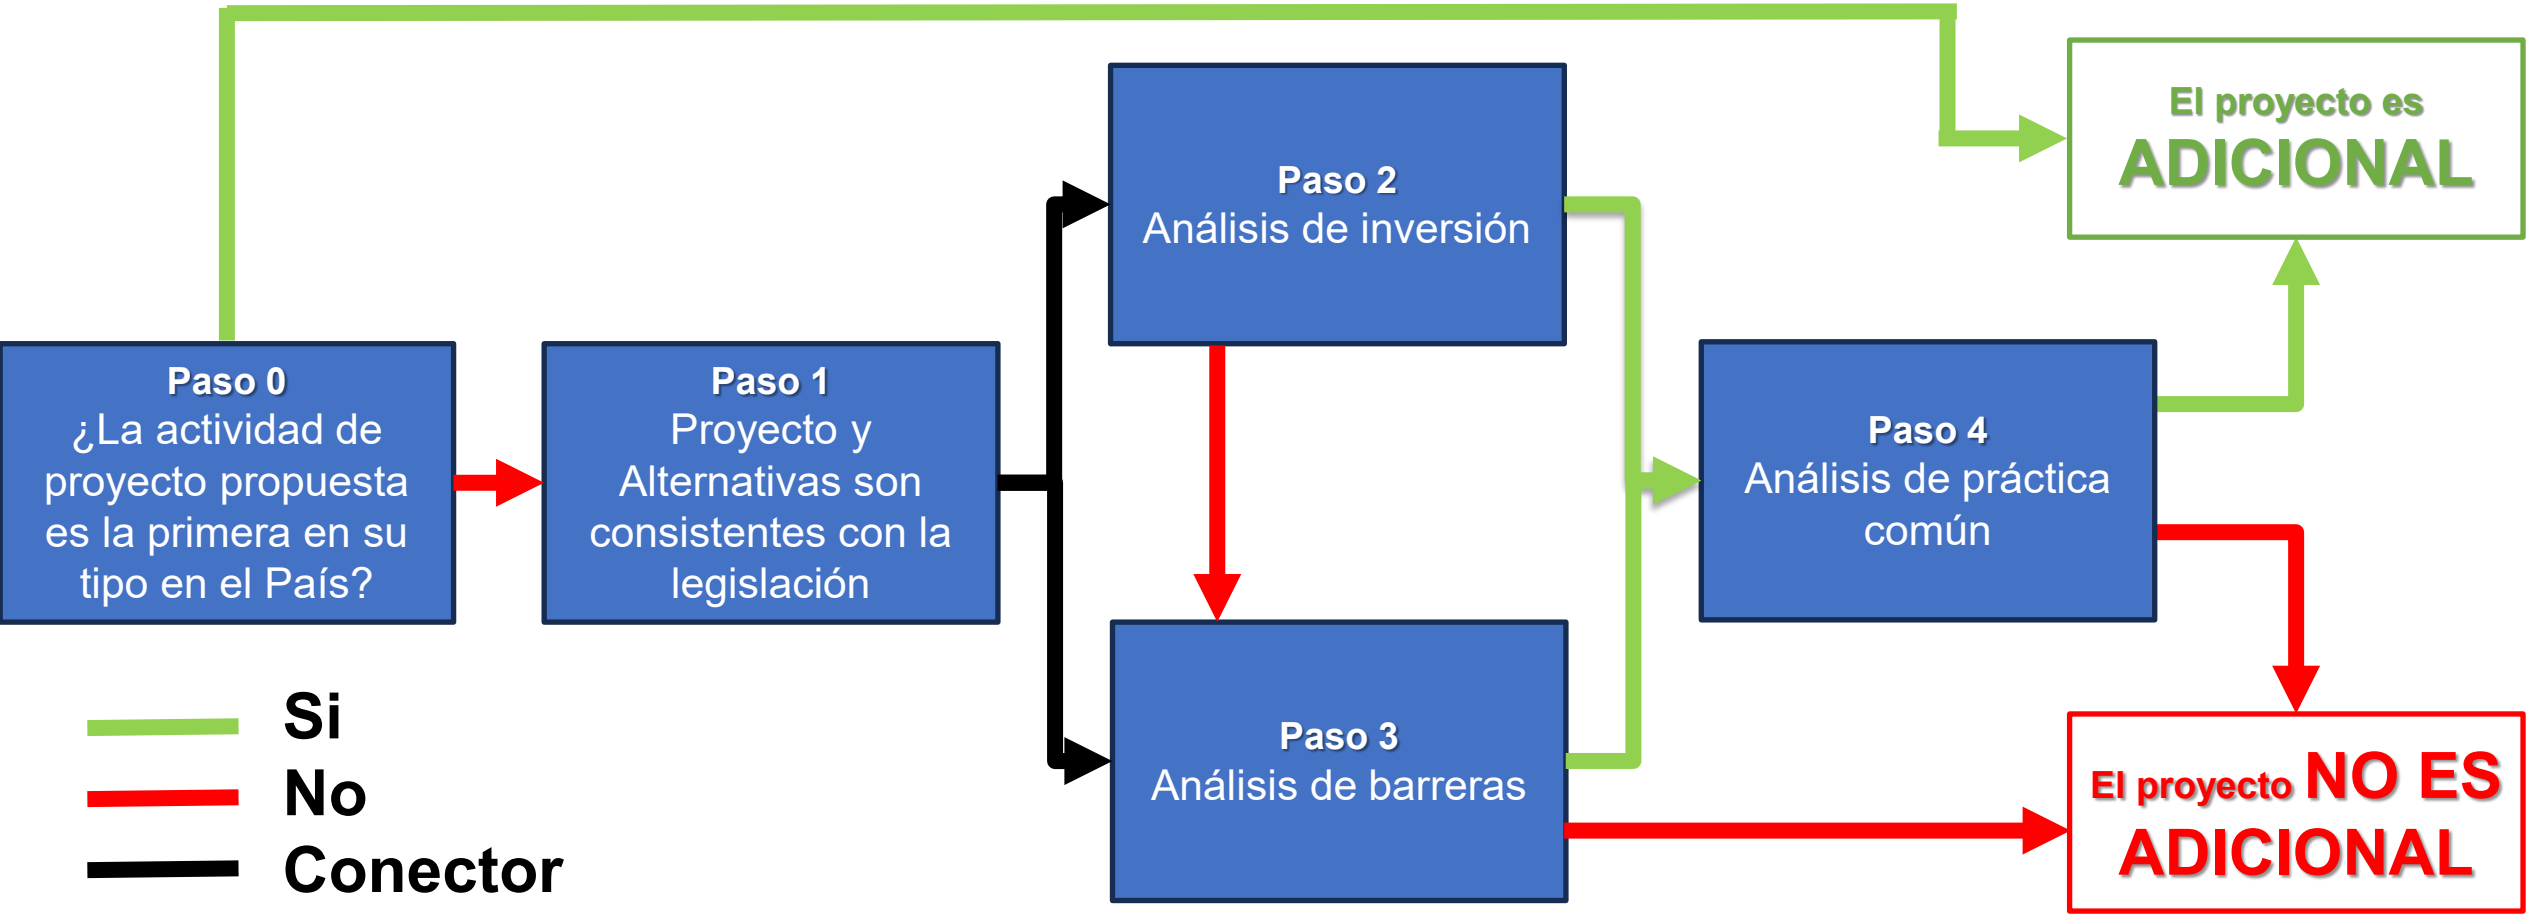 Paso 0
¿La actividad de
proyecto propuesta
es la primera en su
tipo en el País?
Paso 1
Proyecto y
Alternativas son
consistentes con la
legislación
Paso 2
Análisis de inversión
Paso 3
Análisis de barreras
Paso 4
Análisis de práctica
común
El proyecto es
ADICIONAL
El proyecto NO ES
ADICIONAL
Si
No
Conector